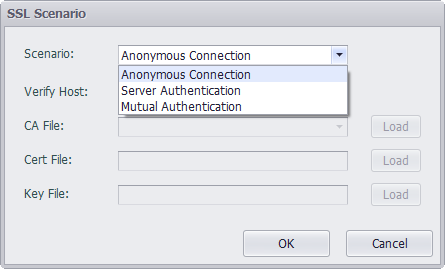 SSL Scenario
Scenario: Anonymous Connection
Anonymous Connection
Verify Host: Server Authentication
Mutual Authentication
CA File: Load
Cert File: Load
Key File: Load
OK Cancel